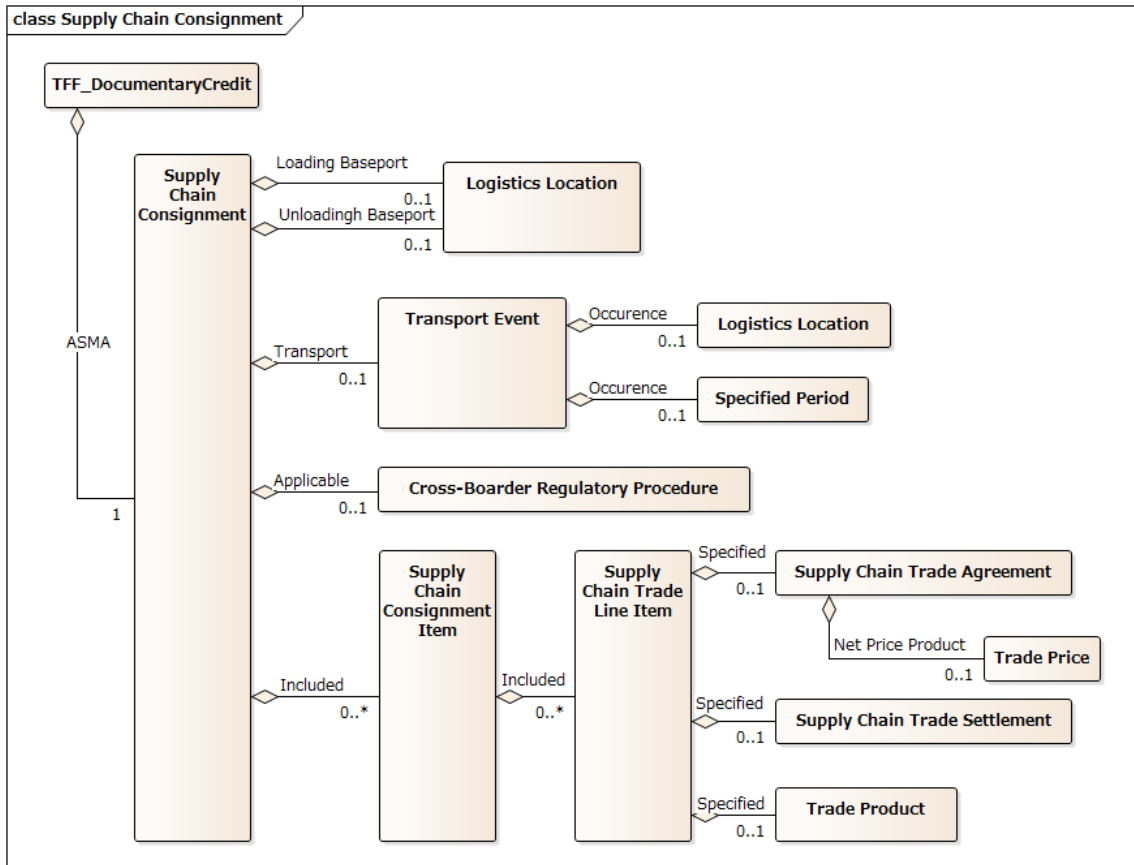 class Supply Chain Consignment
TFF_DocumentaryCredit
ASMA
1
Supply
Chain
Consignment
Loading Baseport
0..1
Unloadingh Baseport
0..1
Logistics Location
Transport
0..1
Transport Event
Occurence
0..1
Logistics Location
Occurence
0..1
Specified Period
Applicable
0..1
Cross-Boarder Regulatory Procedure
Included
0..*
Supply
Chain
Consignment
Item
Included
0..*
Supply
Chain Trade
Line Item
Specified
0..1
Supply Chain Trade Agreement
Net Price Product
0..1
Trade Price
Specified
0..1
Supply Chain Trade Settlement
Specified
0..1
Trade Product